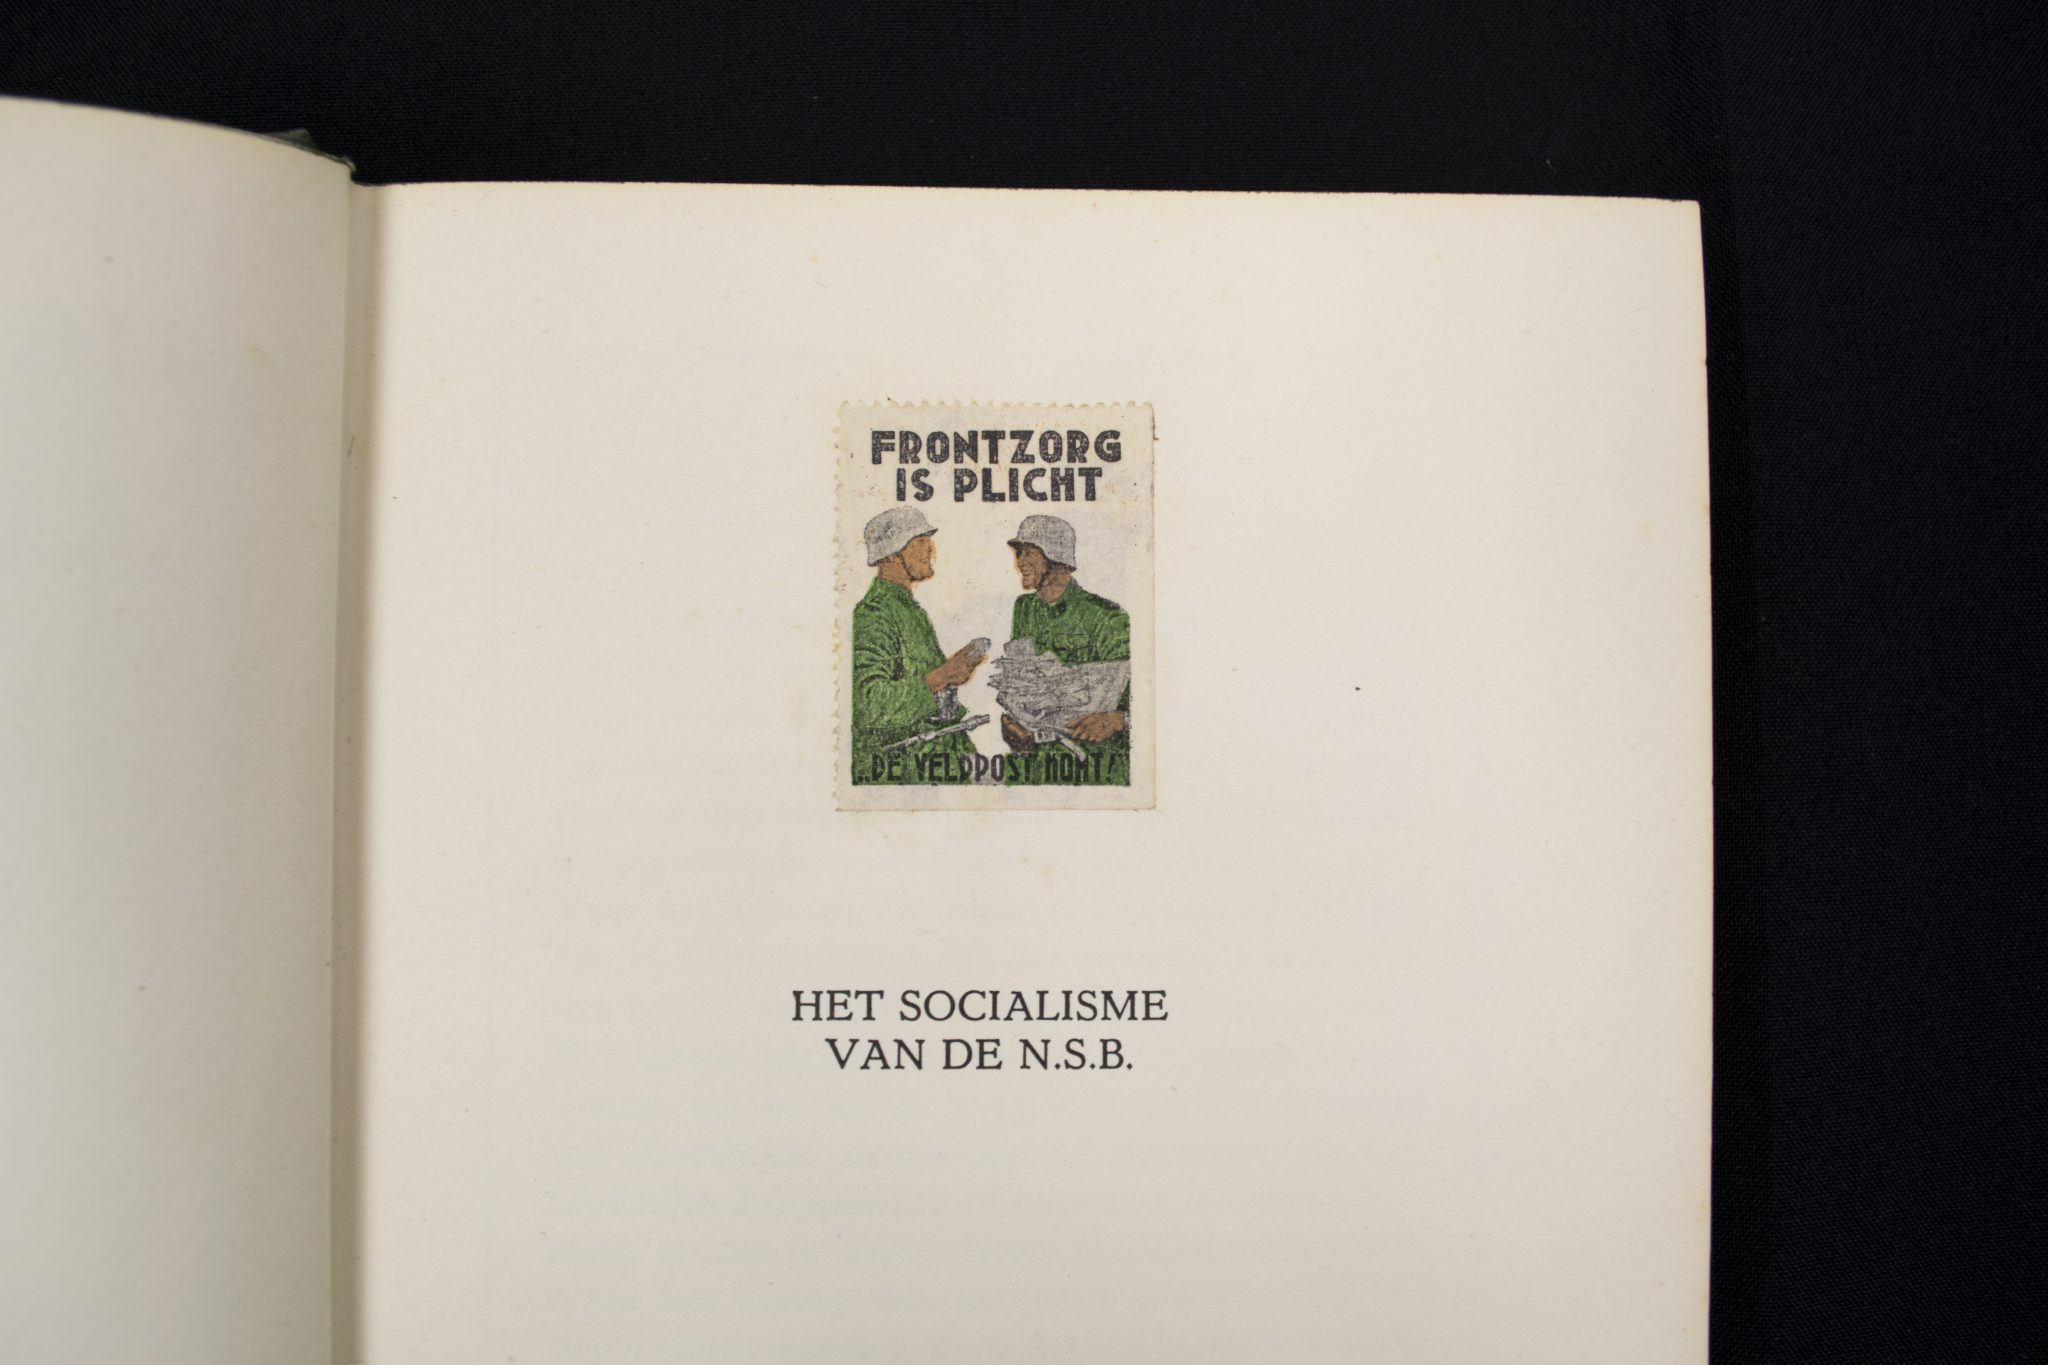 FRONTZORG
IS PLICHT
„DE VELDPOST KOMT!"
HET SOCIALISME
VAN DE N.S.B.